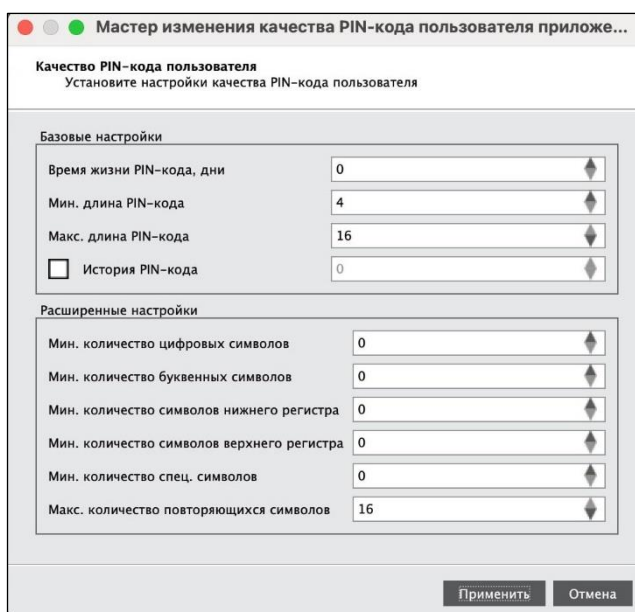 Мастер изменения качества PIN-кода пользователя приложе...
Качество PIN-кода пользователя
Установите настройки качества PIN-кода пользователя
Базовые настройки
Время жизни PIN-кода, дни 0
Мин. длина PIN-кода 4
Макс. длина PIN-кода 16
История PIN-кода 0
Расширенные настройки
Мин. количество цифровых символов 0
Мин. количество буквенных символов 0
Мин. количество символов нижнего регистра 0
Мин. количество символов верхнего регистра 0
Мин. количество спец. символов 0
Макс. количество повторяющихся символов 16
Применить Отмена